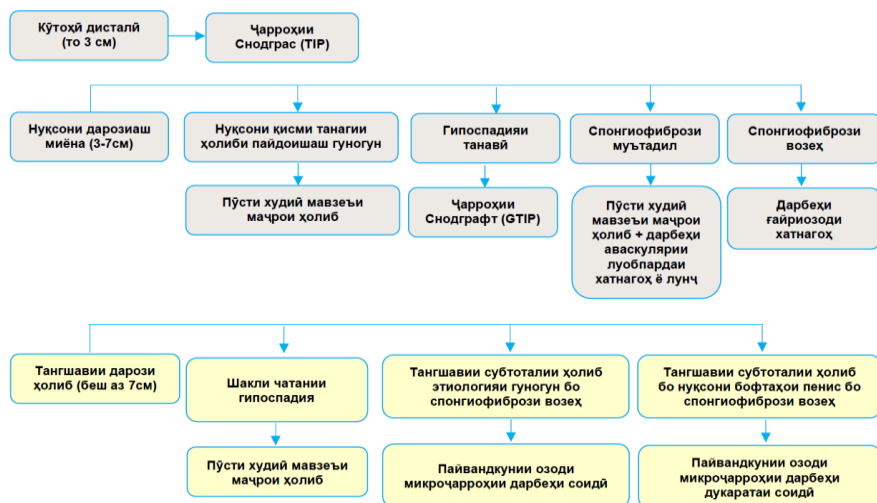 Кӯтоҳӣ дисталӣ
(то 3 см)
Ҷарроҳии
Снодграс (TIP)
Нуқсони дарозиаш
миёна (3-7см)
Нуқсони қисми танагии
ҳолиби пайдоишаш гуногун
Гипоспадияи
танавӣ
Спонгиофибрози
муътадил
Спонгиофибрози
возеҳ
Пӯсти худий мавзеъи
маҷрои ҳолиб
Ҷарроҳии
Снодграфт (GTIP)
Пӯсти худий
мавзеъи маҷрои
ҳолиб + дарбеҳи
аваскулярии
луобпардаи
хатнагоҳ ё лунҷ
Дарбеҳи
ғайриозоди
хатнагоҳ
Тангшавии дарози
ҳолиб (беш аз 7см)
Шакли чатании
гипоспадия
Тангшавии субтоталии ҳолиб
этиологияи гуногун бо
спонгиофибрози возеҳ
Тангшавии субтоталии ҳолиб
бо нуқсони бофтаҳои пенис бо
спонгиофибрози возеҳ
Пӯсти худий мавзеъи
маҷрои ҳолиб
Пайвандкунии озоди
микроҷарроҳии дарбеҳи соидӣ
Пайвандкунии озоди
микроҷарроҳии дарбеҳи
дукаратаи соидӣ